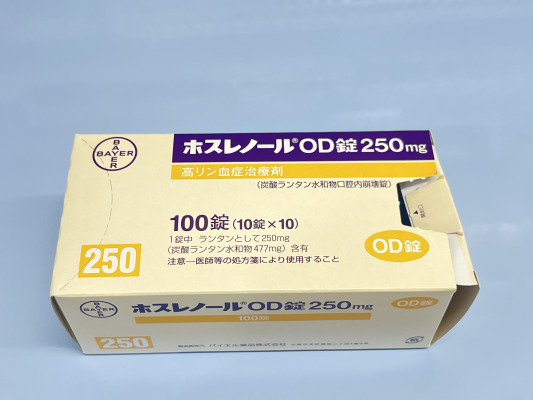 BAYER
BAYER
ホスレノール®OD錠250mg
高リン血症治療剤
(炭酸ランタン水和物口腔内崩壊錠)
100錠(10錠×10)
1錠中 ランタンとして250mg
(炭酸ランタン水和物477mg)含有
注意—医師等の処方箋により使用すること
250
OD錠
BAYER
BAYER
ホスレノール®OD錠250mg
OD錠
100錠
250
バイエル薬品株式会社